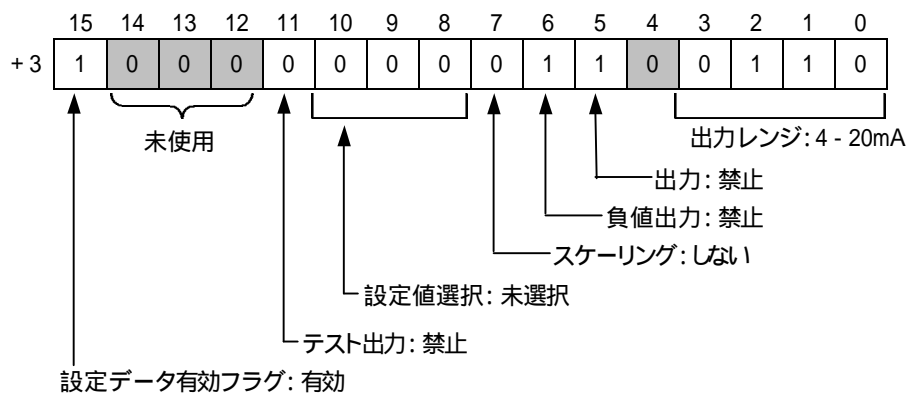 15 14 13 12 11 10 9 8 7 6 5 4 3 2 1 0
+3 1 0 0 0 0 0 0 0 0 1 1 0 0 1 1 0
未使用
出力レンジ: 4 - 20mA
出力: 禁止
負値出力: 禁止
スケーリング: しない
設定値選択: 未選択
テスト出力: 禁止
設定データ有効フラグ: 有効